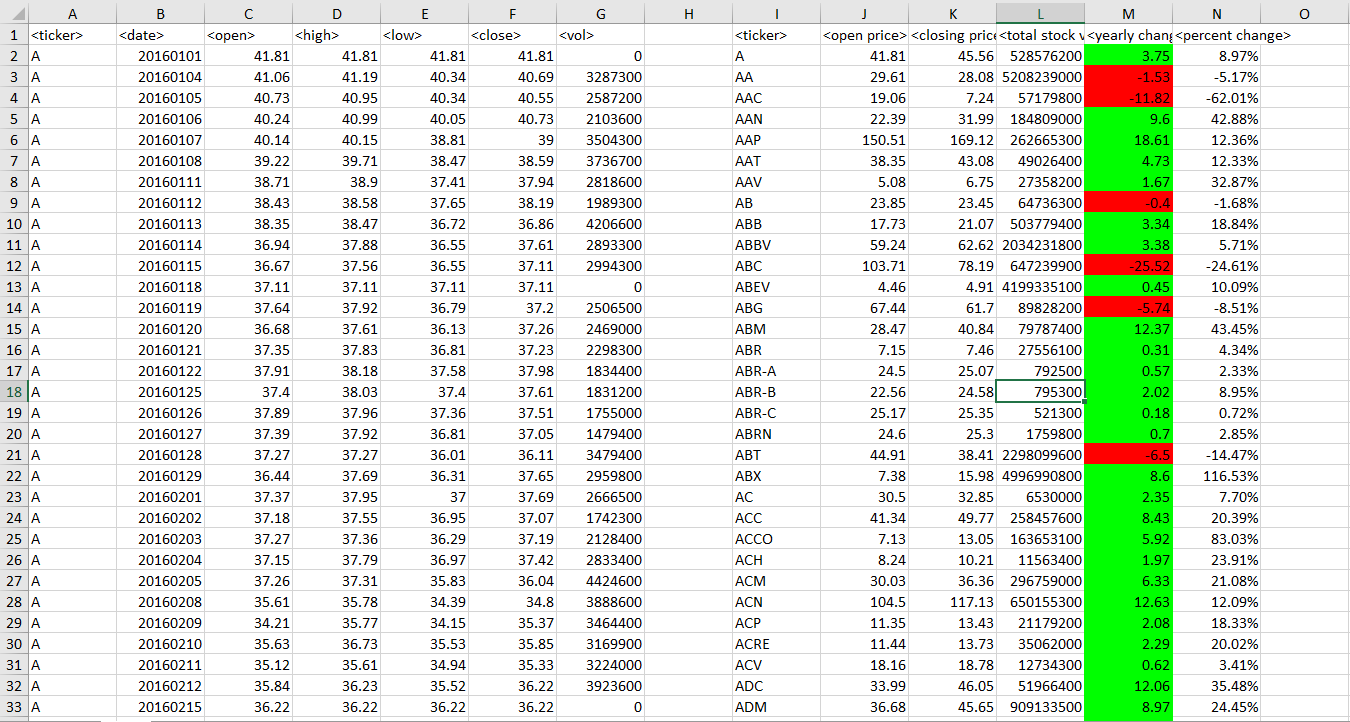 A B C D E F G H I J K L M N O
1 <ticker> <date> <open> <high> <low> <close> <vol> <ticker> <open price> <closing price <total stock v <yearly chang <percent change>
2 A 20160101 41.81 41.81 41.81 41.81 0 A 41.81 45.56 528576200 3.75 8.97%
3 A 20160104 41.06 41.19 40.34 40.69 3287300 AA 29.61 28.08 5208239000 -1.53 -5.17%
4 A 20160105 40.73 40.95 40.34 40.55 2587200 AAC 19.06 7.24 57179800 -11.82 -62.01%
5 A 20160106 40.24 40.99 40.05 40.73 2103600 AAN 22.39 31.99 184809000 9.6 42.88%
6 A 20160107 40.14 40.15 38.81 39 3504300 AAP 150.51 169.12 262665300 18.61 12.36%
7 A 20160108 39.22 39.71 38.47 38.59 3736700 AAT 38.35 43.08 49026400 4.73 12.33%
8 A 20160111 38.71 38.9 37.41 37.94 2818600 AAV 5.08 6.75 27358200 1.67 32.87%
9 A 20160112 38.43 38.58 37.65 38.19 1989300 AB 23.85 23.45 64736300 -0.4 -1.68%
10 A 20160113 38.35 38.47 36.72 36.86 4206600 ABB 17.73 21.07 503779400 3.34 18.84%
11 A 20160114 36.94 37.88 36.55 37.61 2893300 ABBV 59.24 62.62 2034231800 3.38 5.71%
12 A 20160115 36.67 37.56 36.55 37.11 2994300 ABC 103.71 78.19 647239900 -25.52 -24.61%
13 A 20160118 37.11 37.11 37.11 37.11 0 ABEV 4.46 4.91 4199335100 0.45 10.09%
14 A 20160119 37.64 37.92 36.79 37.2 2506500 ABG 67.44 61.7 89828200 -5.74 -8.51%
15 A 20160120 36.68 37.61 36.13 37.26 2469000 ABM 28.47 40.84 79787400 12.37 43.45%
16 A 20160121 37.35 37.83 36.81 37.23 2298300 ABR 7.15 7.46 27556100 0.31 4.34%
17 A 20160122 37.91 38.18 37.58 37.98 1834400 ABR-A 24.5 25.07 792500 0.57 2.33%
18 A 20160125 37.4 38.03 37.4 37.61 1831200 ABR-B 22.56 24.58 795300 2.02 8.95%
19 A 20160126 37.89 37.96 37.36 37.51 1755000 ABR-C 25.17 25.35 521300 0.18 0.72%
20 A 20160127 37.39 37.92 36.81 37.05 1479400 ABRN 24.6 25.3 1759800 0.7 2.85%
21 A 20160128 37.27 37.27 36.01 36.11 3479400 ABT 44.91 38.41 2298099600 -6.5 -14.47%
22 A 20160129 36.44 37.69 36.31 37.65 2959800 ABX 7.38 15.98 4996990800 8.6 116.53%
23 A 20160201 37.37 37.95 37 37.69 2666500 AC 30.5 32.85 6530000 2.35 7.70%
24 A 20160202 37.18 37.55 36.95 37.07 1742300 ACC 41.34 49.77 258457600 8.43 20.39%
25 A 20160203 37.27 37.36 36.29 37.19 2128400 ACCO 7.13 13.05 163653100 5.92 83.03%
26 A 20160204 37.15 37.79 36.97 37.42 2833400 ACH 8.24 10.21 11563400 1.97 23.91%
27 A 20160205 37.26 37.31 35.83 36.04 4424600 ACM 30.03 36.36 296759000 6.33 21.08%
28 A 20160208 35.61 35.78 34.39 34.8 3888600 ACN 104.5 117.13 650155300 12.63 12.09%
29 A 20160209 34.21 35.77 34.15 35.37 3464400 ACP 11.35 13.43 21179200 2.08 18.33%
30 A 20160210 35.63 36.73 35.53 35.85 3169900 ACRE 11.44 13.73 35062000 2.29 20.02%
31 A 20160211 35.12 35.61 34.94 35.33 3224000 ACV 18.16 18.78 12734300 0.62 3.41%
32 A 20160212 35.84 36.23 35.52 36.22 3923600 ADC 33.99 46.05 51966400 12.06 35.48%
33 A 20160215 36.22 36.22 36.22 36.22 0 ADM 36.68 45.65 909133500 8.97 24.45%